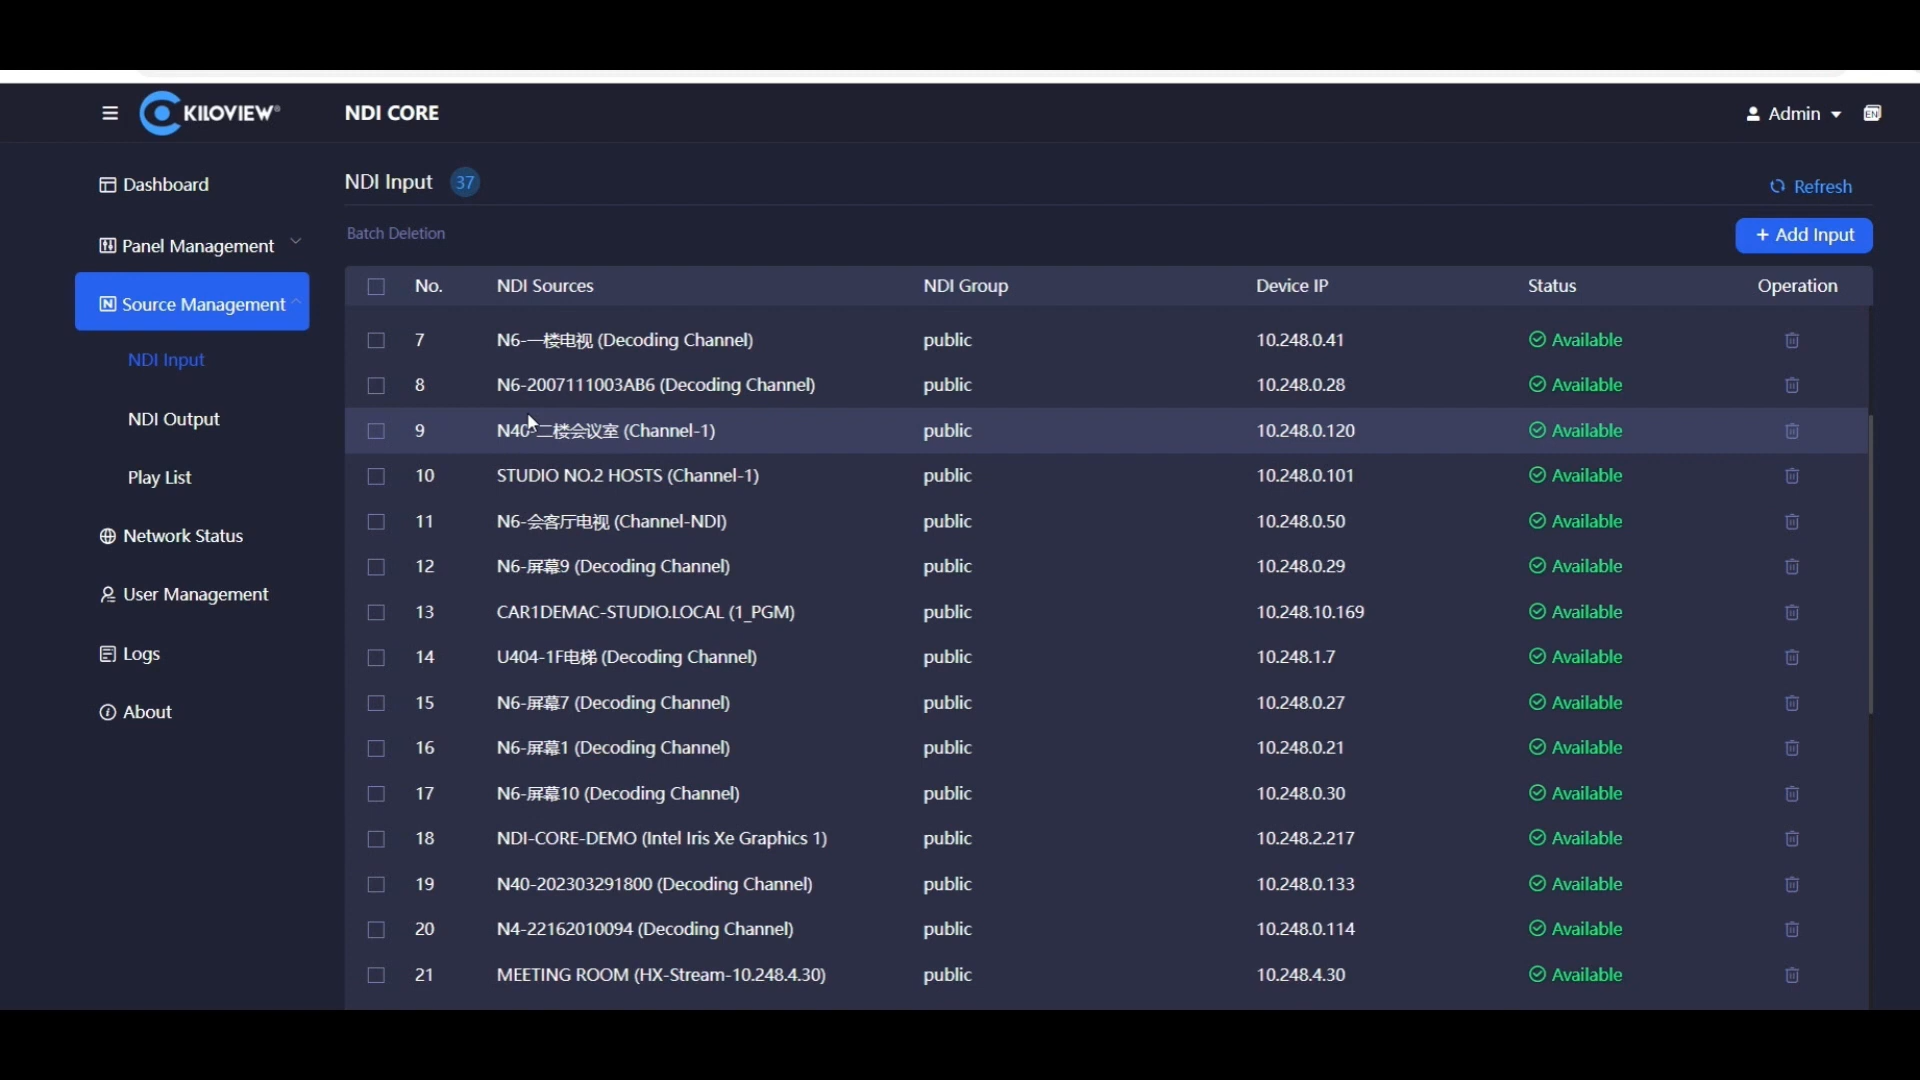 KILOVIEW®
NDI CORE
Admin
EN
Dashboard
Panel Management
Source Management
NDI Input
NDI Output
Play List
Network Status
User Management
Logs
About
NDI Input 37
Refresh
Batch Deletion
+ Add Input
No. NDI Sources NDI Group Device IP Status Operation
7 N6-一楼电视 (Decoding Channel) public 10.248.0.41 Available
8 N6-2007111003AB6 (Decoding Channel) public 10.248.0.28 Available
9 N40-二楼会议室 (Channel-1) public 10.248.0.120 Available
10 STUDIO NO.2 HOSTS (Channel-1) public 10.248.0.101 Available
11 N6-会客厅电视 (Channel-NDI) public 10.248.0.50 Available
12 N6-屏幕9 (Decoding Channel) public 10.248.0.29 Available
13 CAR1DEMAC-STUDIO.LOCAL (1_PGM) public 10.248.10.169 Available
14 U404-1F电梯 (Decoding Channel) public 10.248.1.7 Available
15 N6-屏幕7 (Decoding Channel) public 10.248.0.27 Available
16 N6-屏幕1 (Decoding Channel) public 10.248.0.21 Available
17 N6-屏幕10 (Decoding Channel) public 10.248.0.30 Available
18 NDI-CORE-DEMO (Intel Iris Xe Graphics 1) public 10.248.2.217 Available
19 N40-202303291800 (Decoding Channel) public 10.248.0.133 Available
20 N4-22162010094 (Decoding Channel) public 10.248.0.114 Available
21 MEETING ROOM (HX-Stream-10.248.4.30) public 10.248.4.30 Available